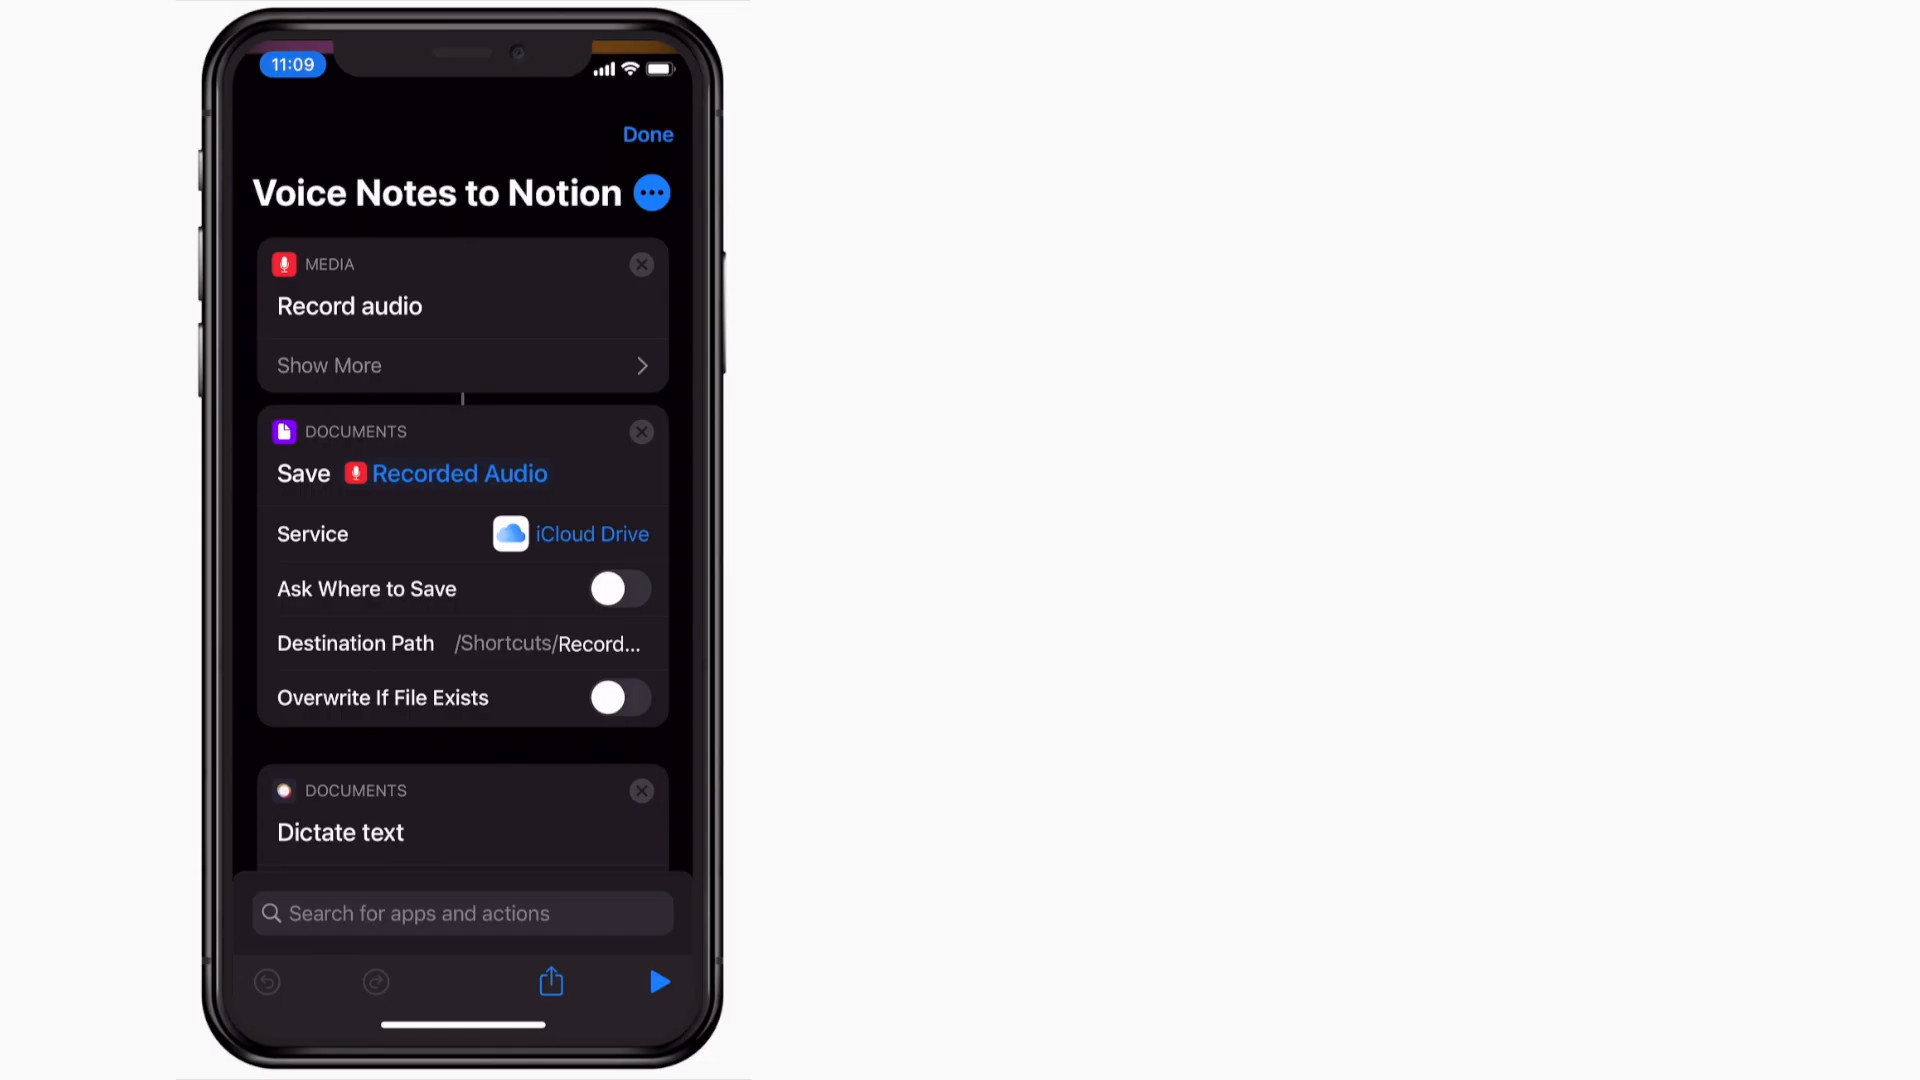 11:09
Done
Voice Notes to Notion
MEDIA
Record audio
Show More
DOCUMENTS
Save Recorded Audio
Service iCloud Drive
Ask Where to Save
Destination Path /Shortcuts/Record...
Overwrite If File Exists
DOCUMENTS
Dictate text
Search for apps and actions